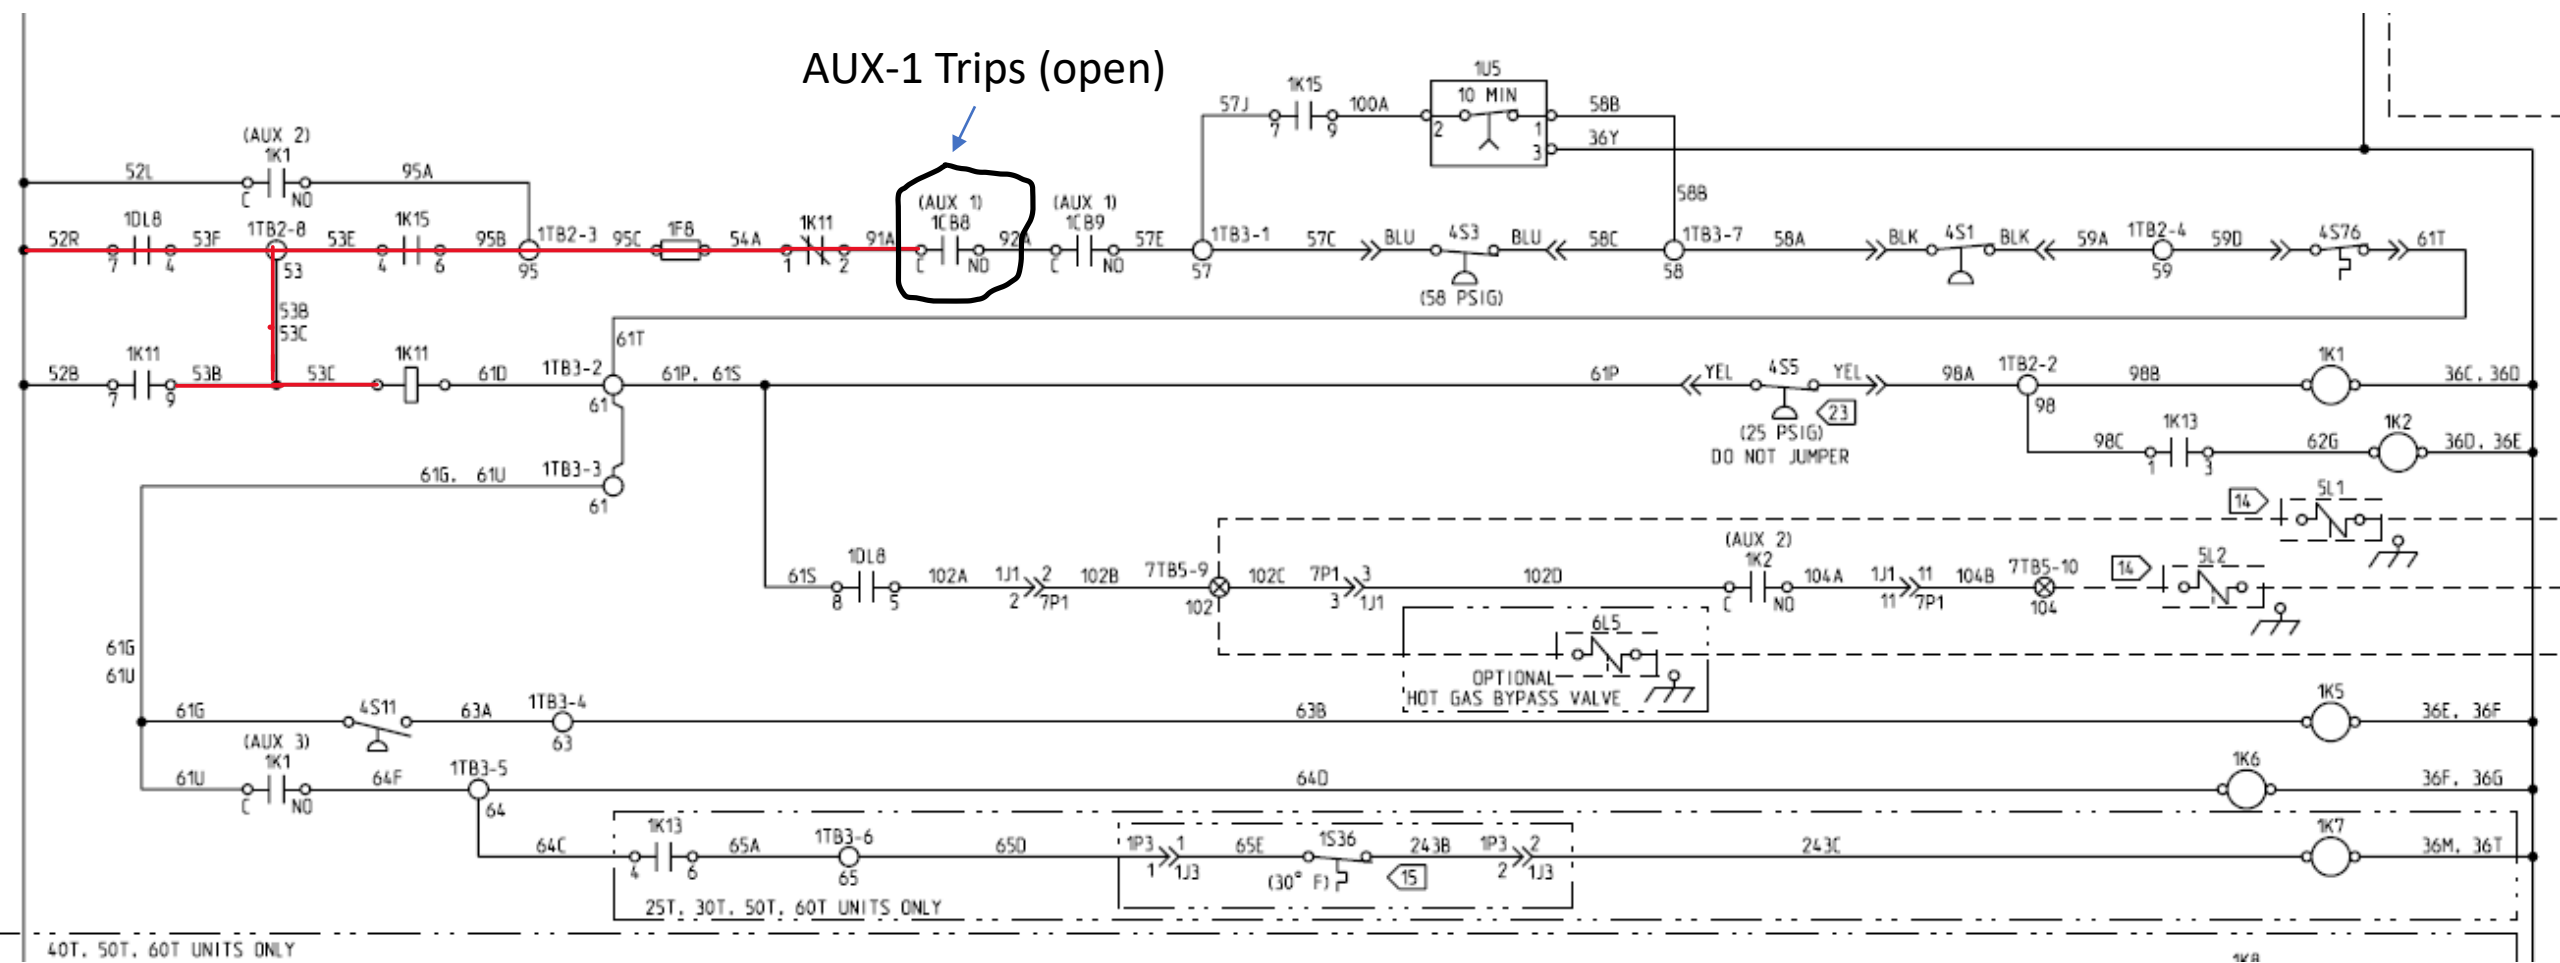 AUX-1 Trips (open)
1U5
1K15
10 MIN
57J
100A
58B
7
9
2
1
36Y
3
(AUX 2)
1K1
52L
95A
C
NO
58B
(AUX 1)
(AUX 1)
1DL8
1TB2-8
1K15
1F8
1K11
1CB8
1CB9
52R
53F
53E
95B
1TB2-3
95C
54A
91A
92A
57E
1TB3-1
57C
BLU
4S3
BLU
58C
1TB3-7
58A
BLK
4S1
BLK
59A
1TB2-4
59D
4S76
61T
7
4
53
4
6
95
1
2
C
NO
C
NO
57
(58 PSIG)
58
59
53B
53C
61T
1K11
1K11
1TB3-2
4S5
1TB2-2
1K1
52B
53B
53C
61D
61P, 61S
61P
YEL
YEL
98A
98B
36C, 36D
7
9
61
23
98
(25 PSIG)
DO NOT JUMPER
1K13
1K2
98C
62G
36D, 36E
1
3
61G, 61U
1TB3-3
61
14
5L1
(AUX 2)
1DL8
1K2
14
5L2
61S
102A
1J1
2
102B
7TB5-9
102C
7P1
3
102D
104A
1J1
11
104B
7TB5-10
8
5
2
7P1
102
3
1J1
C
NO
11
7P1
104
6L5
61G
61U
OPTIONAL
HOT GAS BYPASS VALVE
61G
4S11
63A
1TB3-4
63B
1K5
36E, 36F
63
(AUX 3)
1K1
61U
64F
1TB3-5
64D
1K6
36F, 36G
C
NO
64
1K13
64C
65A
1TB3-6
65D
1P3
1
65E
1S36
243B
1P3
2
243C
1K7
36M, 36T
4
6
65
1
1J3
(30° F)
15
2
1J3
25T, 30T, 50T, 60T UNITS ONLY
40T, 50T, 60T UNITS ONLY
1K8